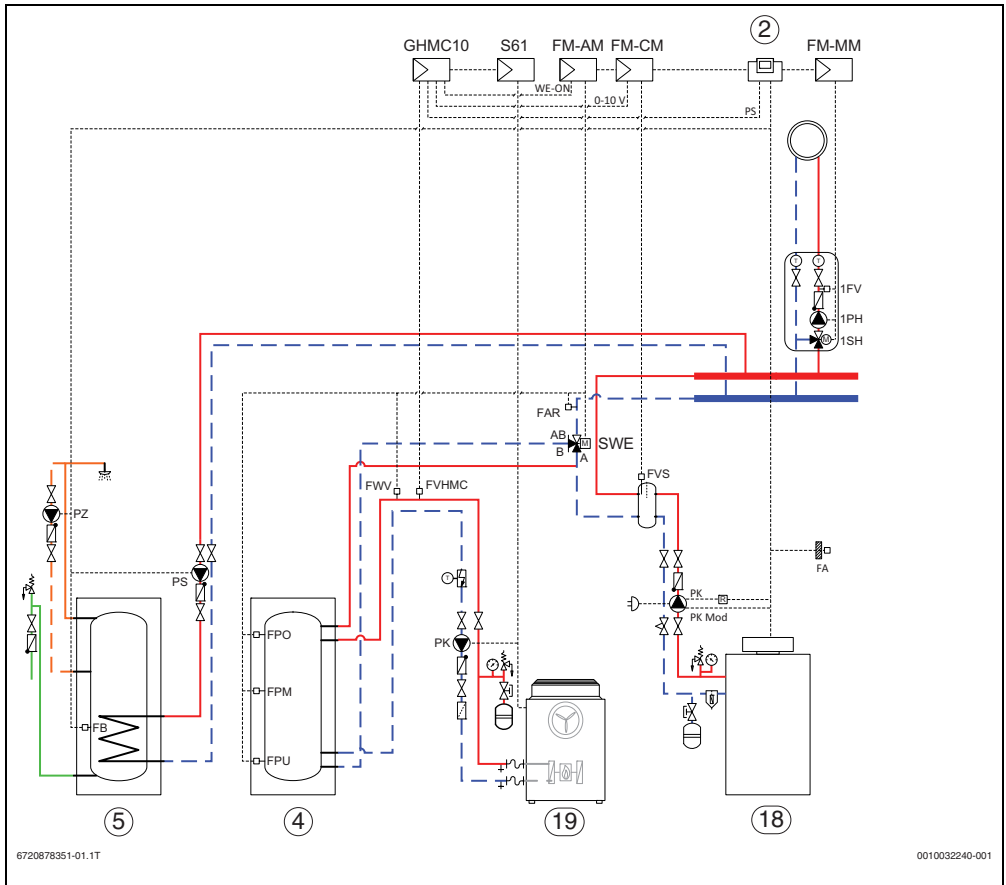 2
GHMC10 S61 FM-AM FM-CM FM-MM
WE-ON
0-10 V
PS
T T
1FV
1PH
M
1SH
FAR
AB
M SWE
B A
FVS
FWV FVHMC
PZ
PS
T
FA
PK
R
PK Mod
PK
FPO
FPM
FB
FPU
5 4 19 18
6720878351-01.1T 0010032240-001